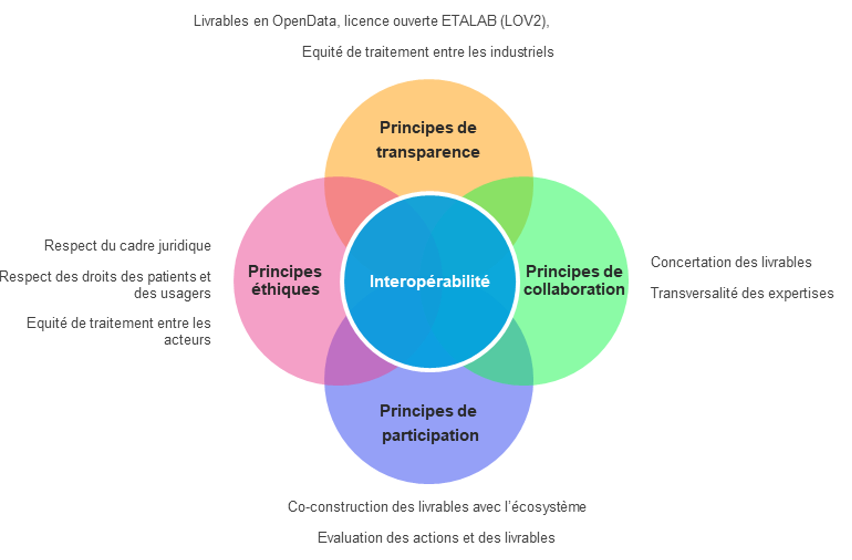 Livrables en OpenData, licence ouverte ETALAB (LOV2),
Equité de traitement entre les industriels
Principes de
transparence
Respect du cadre juridique
Respect des droits des patients et
des usagers
Equité de traitement entre les
acteurs
Principes
éthiques
Interopérabilité
Principes de
collaboration
Concertation des livrables
Transversalité des expertises
Principes de
participation
Co-construction des livrables avec l'écosystème
Evaluation des actions et des livrables